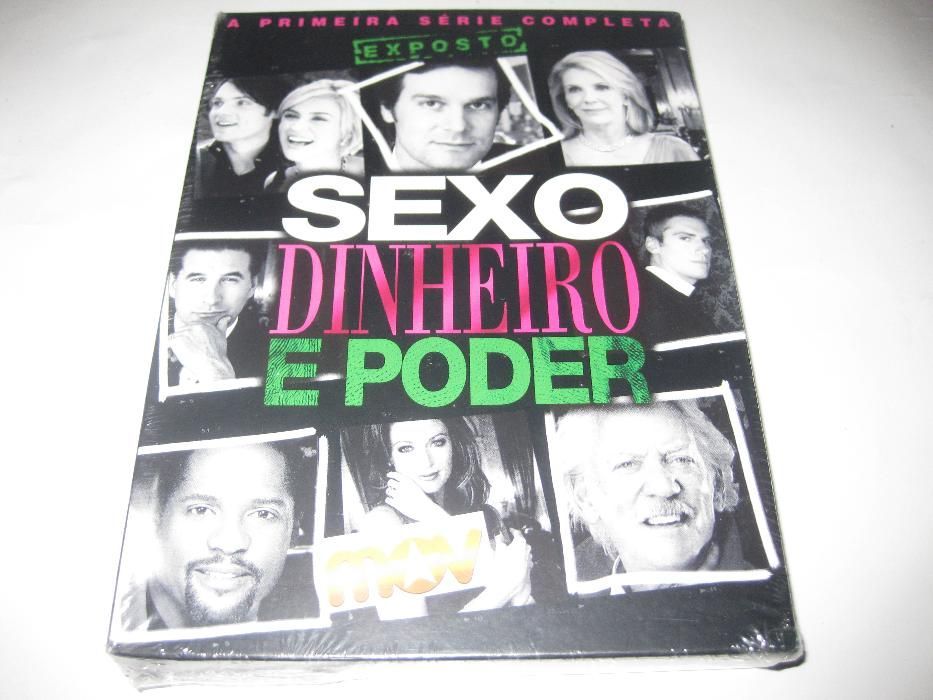 A PRIMEIRA SÉRIE COMPLETA
EXPOSTO
SEXO
DINHEIRO
E PODER
mov